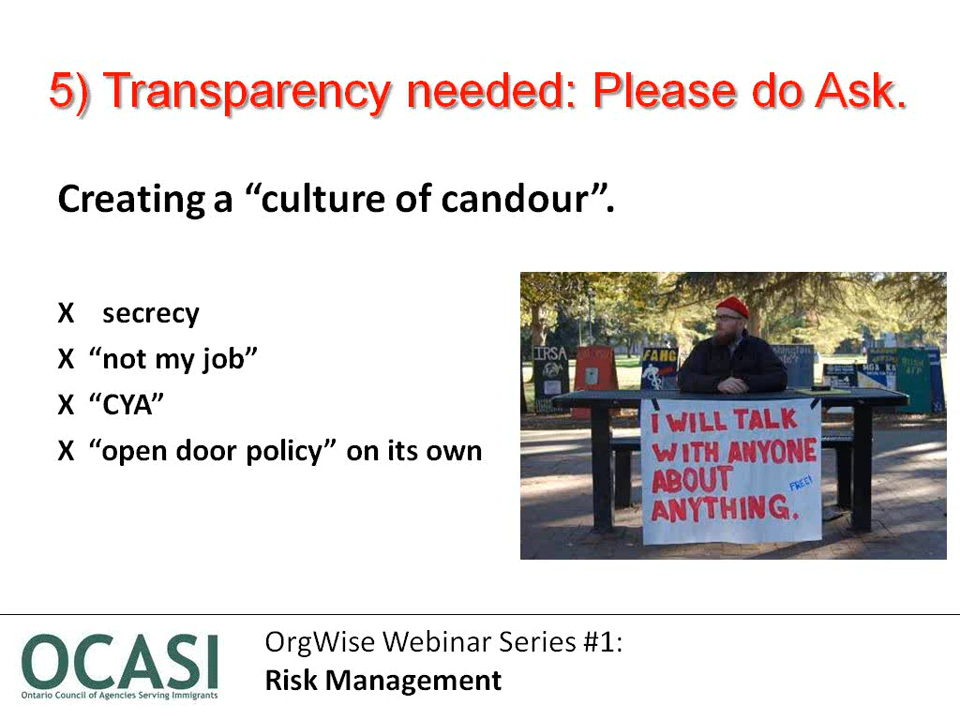 5) Transparency needed: Please do Ask.
Creating a “culture of candour”.
X secrecy
X “not my job”
X “CYA”
X “open door policy” on its own
IRSA
FAHG
I WILL TALK
WITH ANYONE
ABOUT
ANYTHING.
FREE!
OCASI
Ontario Council of Agencies Serving Immigrants
OrgWise Webinar Series #1:
Risk Management